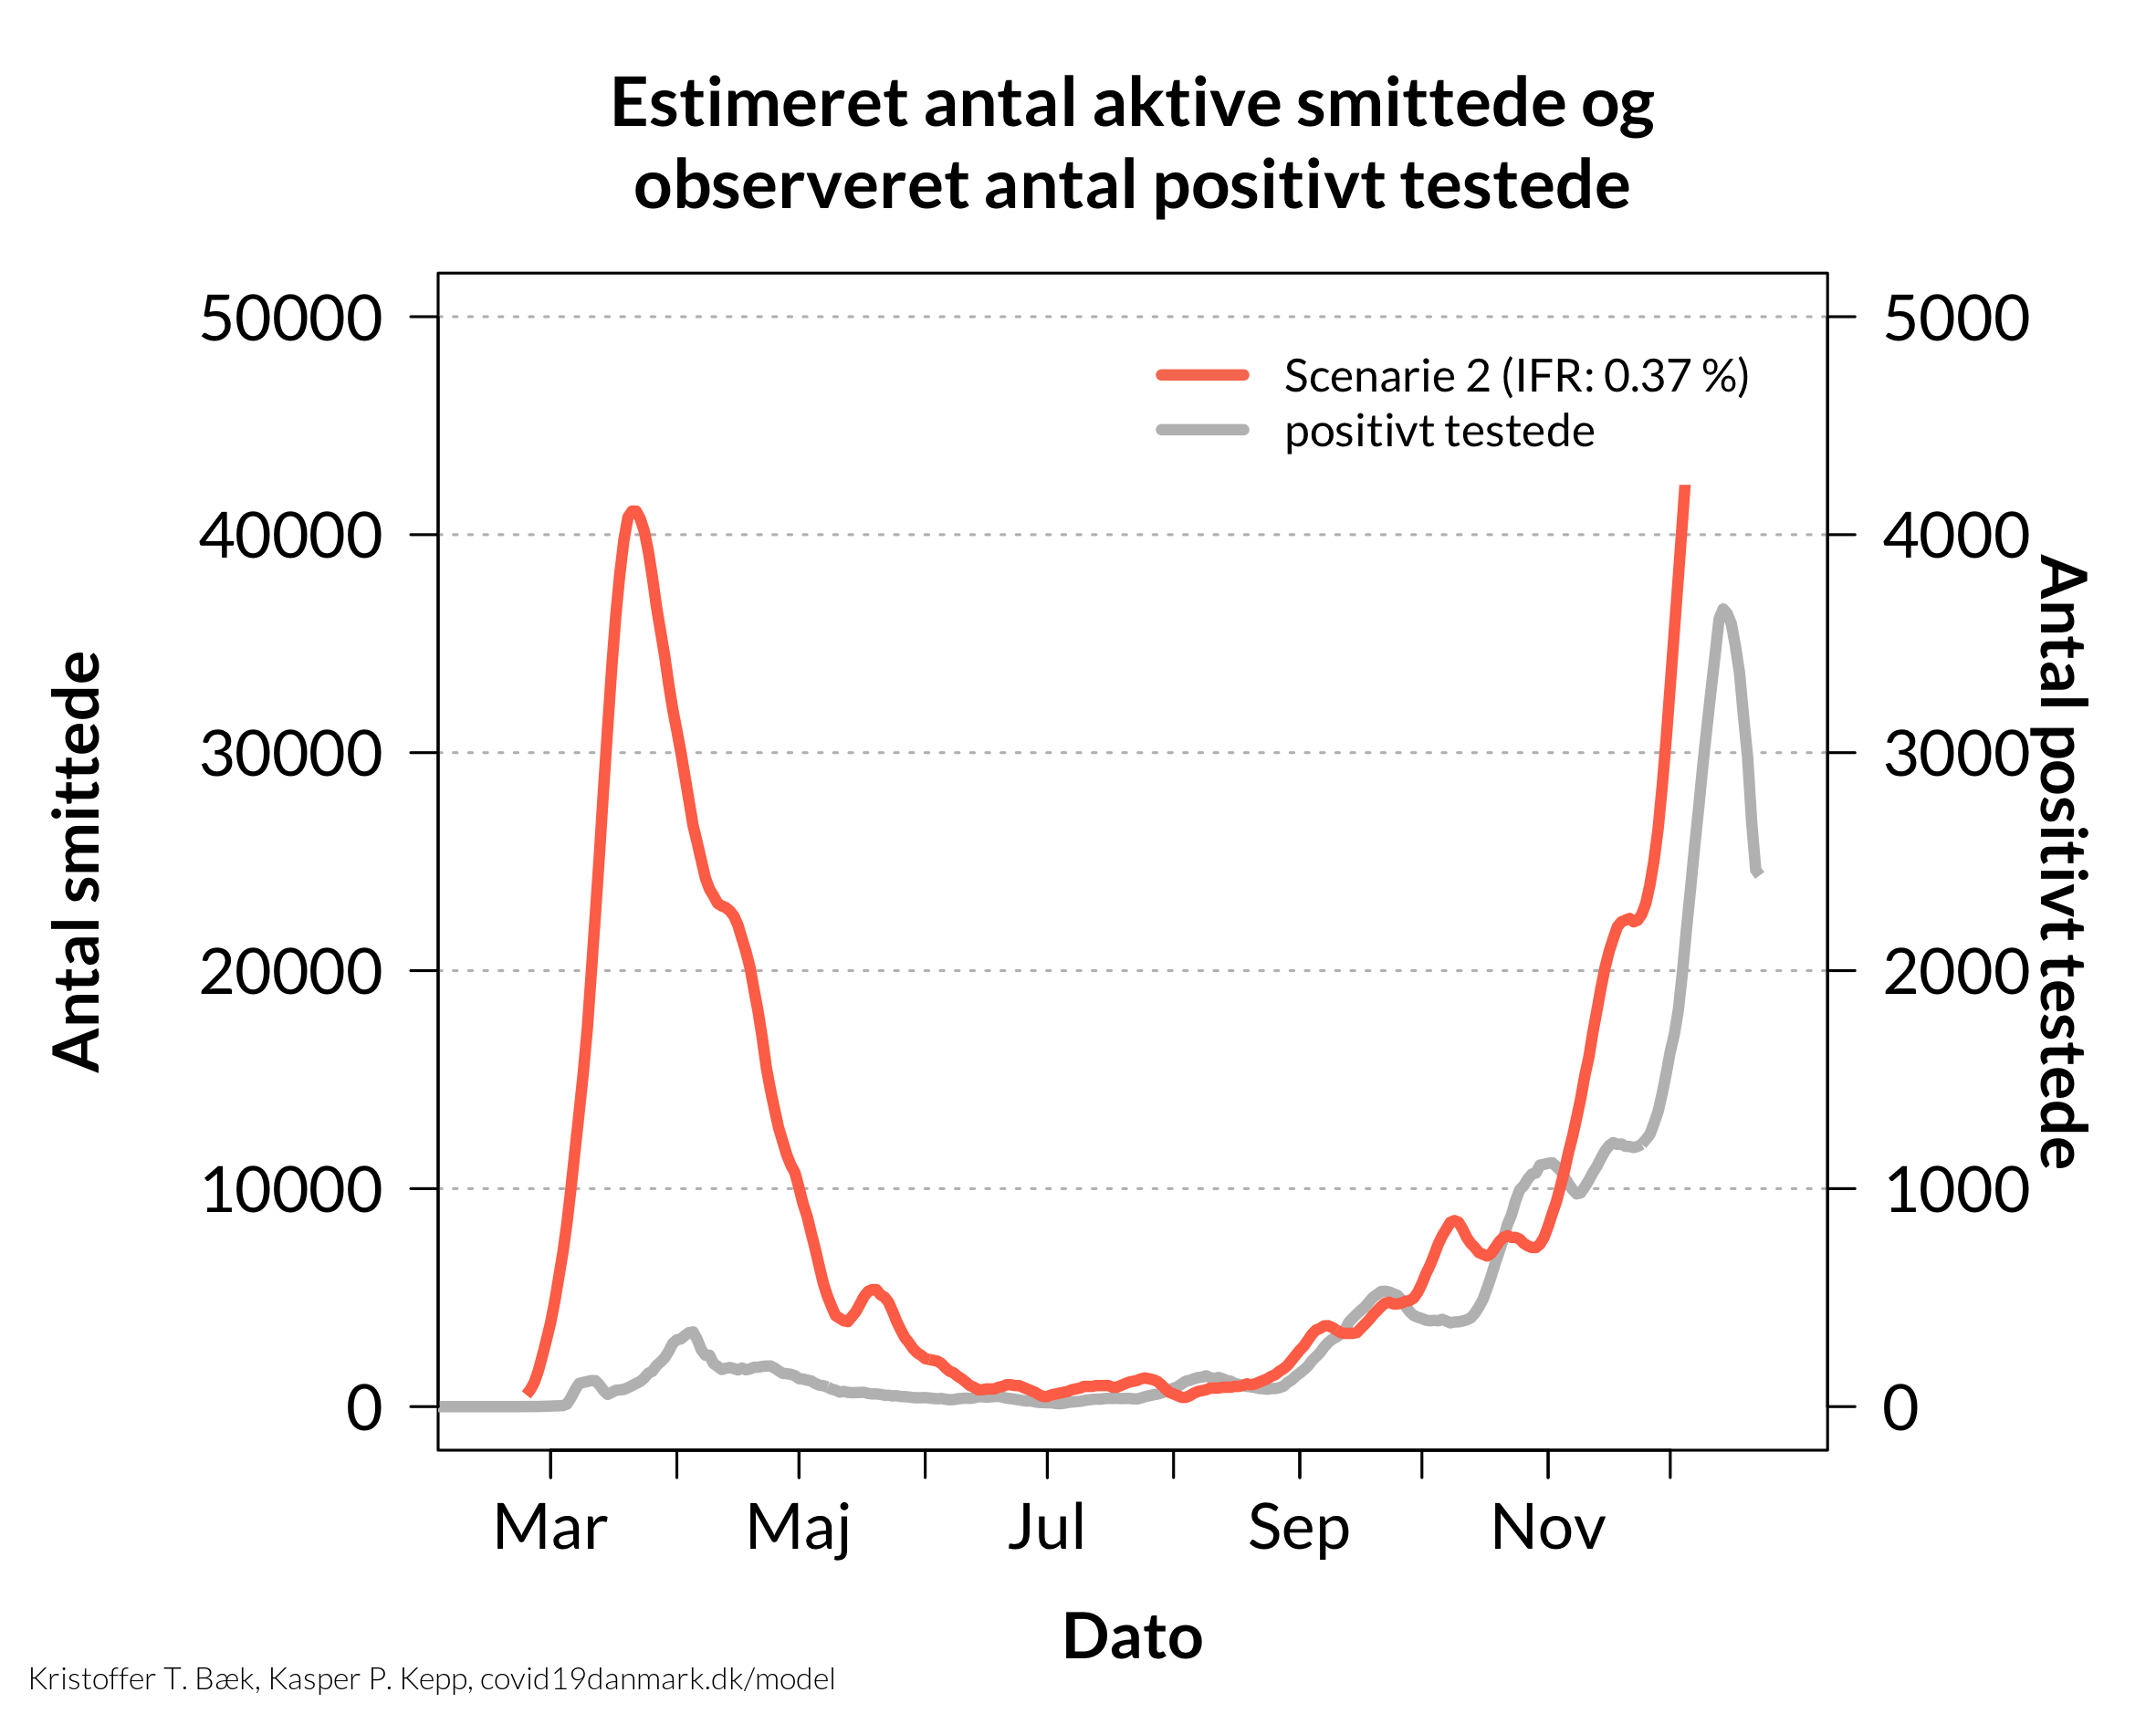 Estimeret antal aktive smittede og
observeret antal positivt testede
50000
40000
30000
20000
10000
0
Antal smittede
Scenarie 2 (IFR: 0.37 %)
positivt testede
5000
4000
3000
2000
1000
0
Antal positivt testede
Mar Maj Jul Sep Nov
Dato
Kristoffer T. Bæk, Kasper P. Kepp, covid19danmark.dk/model